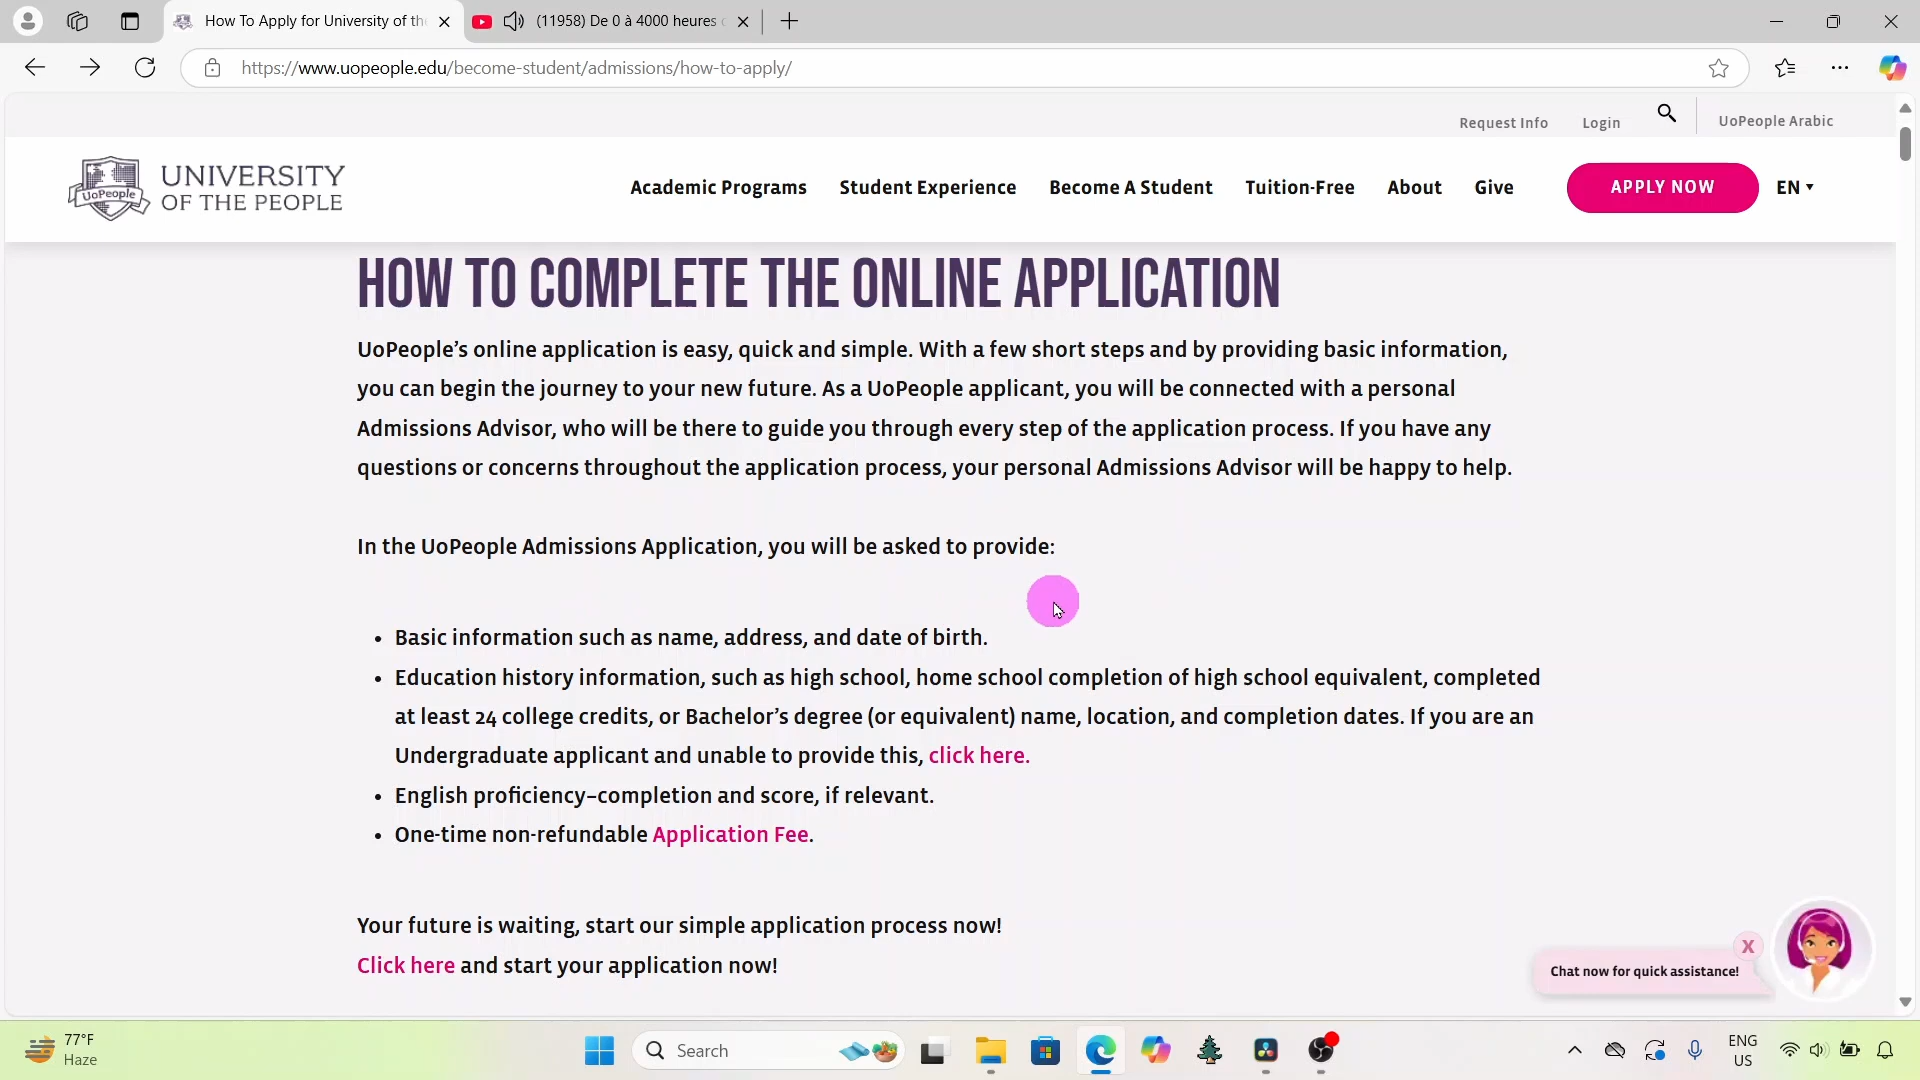 How To Apply for University of the
(11958) De 0 à 4000 heures
https://www.uopeople.edu/become-student/admissions/how-to-apply/
Request Info
Login
UoPeople Arabic
UoPeople
UNIVERSITY
OF THE PEOPLE
Academic Programs
Student Experience
Become A Student
Tuition-Free
About
Give
APPLY NOW
EN
HOW TO COMPLETE THE ONLINE APPLICATION
UoPeople’s online application is easy, quick and simple. With a few short steps and by providing basic information,
you can begin the journey to your new future. As a UoPeople applicant, you will be connected with a personal
Admissions Advisor, who will be there to guide you through every step of the application process. If you have any
questions or concerns throughout the application process, your personal Admissions Advisor will be happy to help.
In the UoPeople Admissions Application, you will be asked to provide:
• Basic information such as name, address, and date of birth.
• Education history information, such as high school, home school completion of high school equivalent, completed
at least 24 college credits, or Bachelor’s degree (or equivalent) name, location, and completion dates. If you are an
Undergraduate applicant and unable to provide this, click here.
• English proficiency–completion and score, if relevant.
• One-time non-refundable Application Fee.
Your future is waiting, start our simple application process now!
Click here and start your application now!
X
Chat now for quick assistance!
77°F
Haze
Search
ENG
US